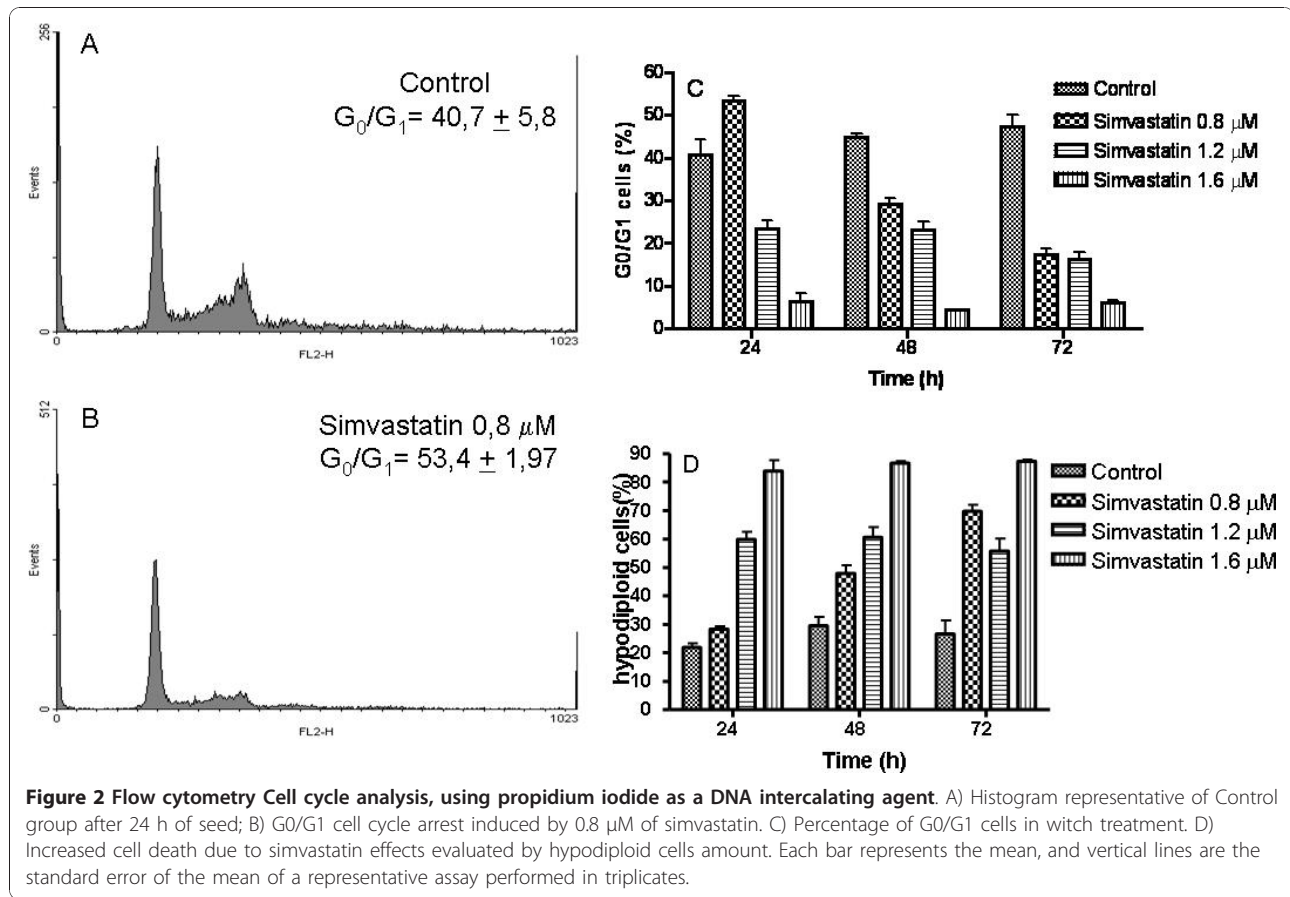 256
A
Control
G0/G1= 40,7 ± 5,8
Events
0
0
1023
FL2-H
512
B
Simvastatin 0,8 µM
G0/G1= 53,4 ± 1,97
Events
0
0
1023
FL2-H
C
Control
Simvastatin 0.8 µM
Simvastatin 1.2 µM
Simvastatin 1.6 µM
G0/G1 cells (%)
60
50
40
30
20
10
0
24
48
72
Time (h)
D
Control
Simvastatin 0.8 µM
Simvastatin 1.2 µM
Simvastatin 1.6 µM
hypodiploid cells(%)
90
80
70
60
50
40
30
20
10
0
24
48
72
Time (h)
Figure 2 Flow cytometry Cell cycle analysis, using propidium iodide as a DNA intercalating agent. A) Histogram representative of Control
group after 24 h of seed; B) G0/G1 cell cycle arrest induced by 0.8 µM of simvastatin. C) Percentage of G0/G1 cells in witch treatment. D)
Increased cell death due to simvastatin effects evaluated by hypodiploid cells amount. Each bar represents the mean, and vertical lines are the
standard error of the mean of a representative assay performed in triplicates.